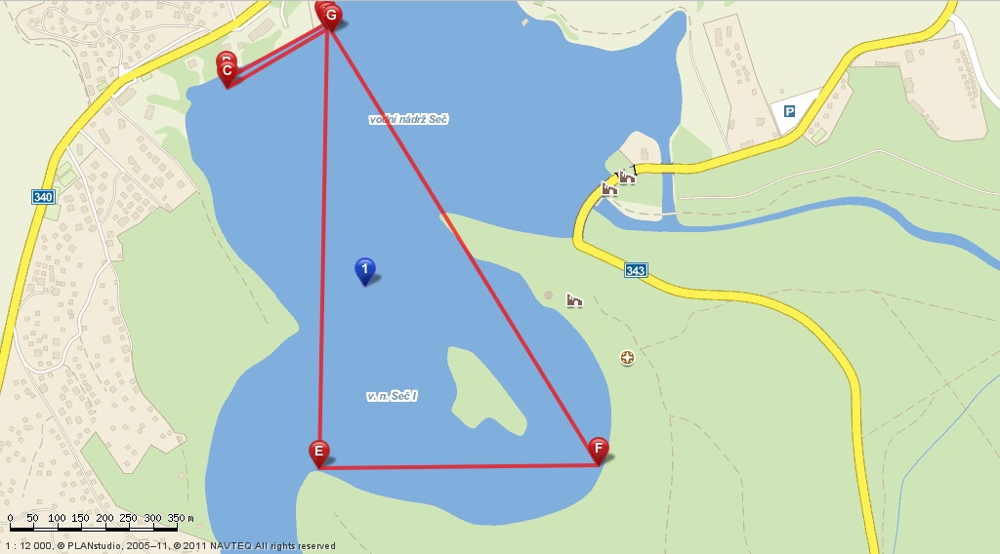 G
C
vodní nádrž Seč
P
340
1
343
v. n. Seč I
E
F
0 50 100 150 200 250 300 350 m
1 : 12 000, © PLANstudio, 2005–11, © 2011 NAVTEQ All rights reserved